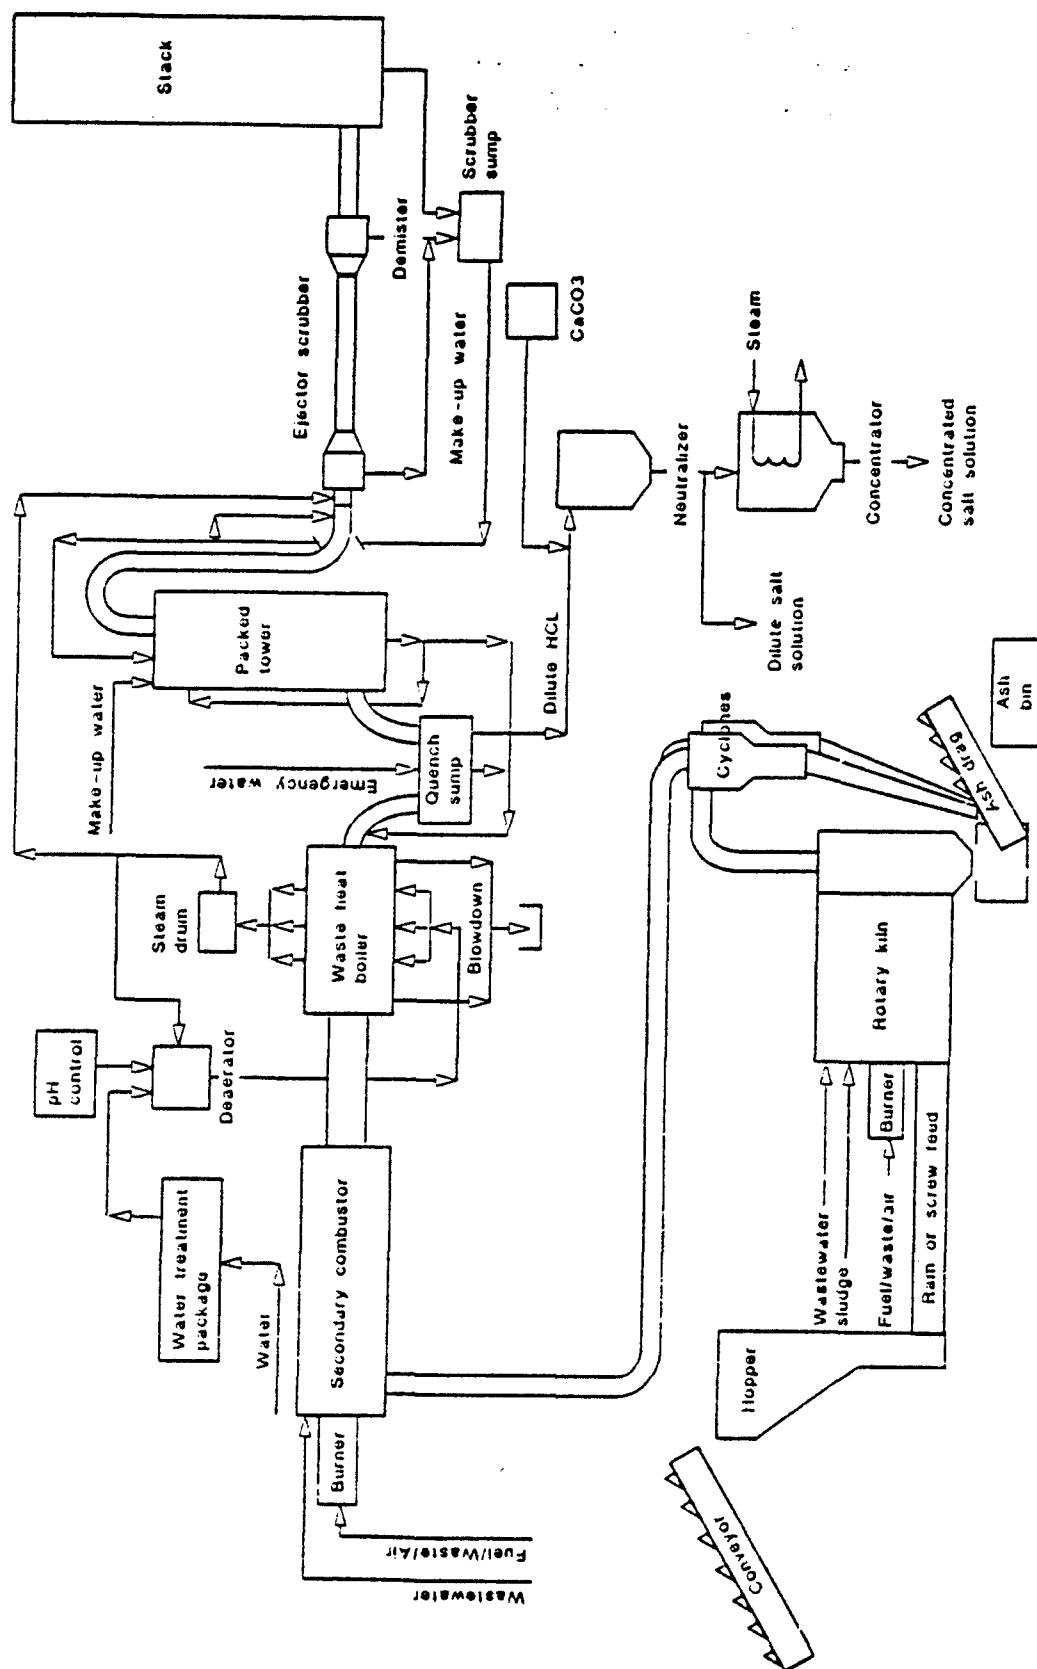 Stack
Ejector scrubber
Demister
Scrubber
sump
Make-up water
CaCO3
Packed
tower
Make-up water
Emergency
water
Quench
sump
Dilute HCL
Neutralizer
Steam
Concentrator
Concentrated
salt solution
Dilute salt
solution
Steam
drum
Waste heat
boiler
Blowdown
pH
control
Deaerator
Water treatment
package
Water
Secondary combustor
Burner
Fuel/Waste/Air
Wastewater
Cyclones
Ash drag
Ash
bin
Rotary kiln
Wastewater
sludge
Fuel/waste/air
Burner
Ram or screw feed
Hopper
Conveyor